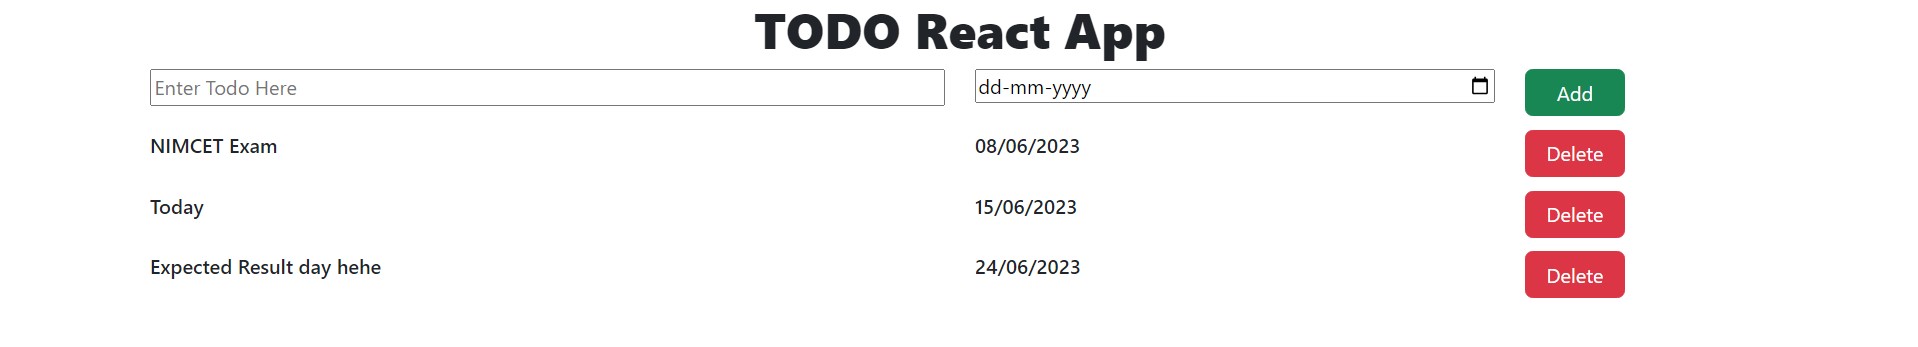 TODO React App
Enter Todo Here dd-mm-yyyy Add
NIMCET Exam 08/06/2023 Delete
Today 15/06/2023 Delete
Expected Result day hehe 24/06/2023 Delete